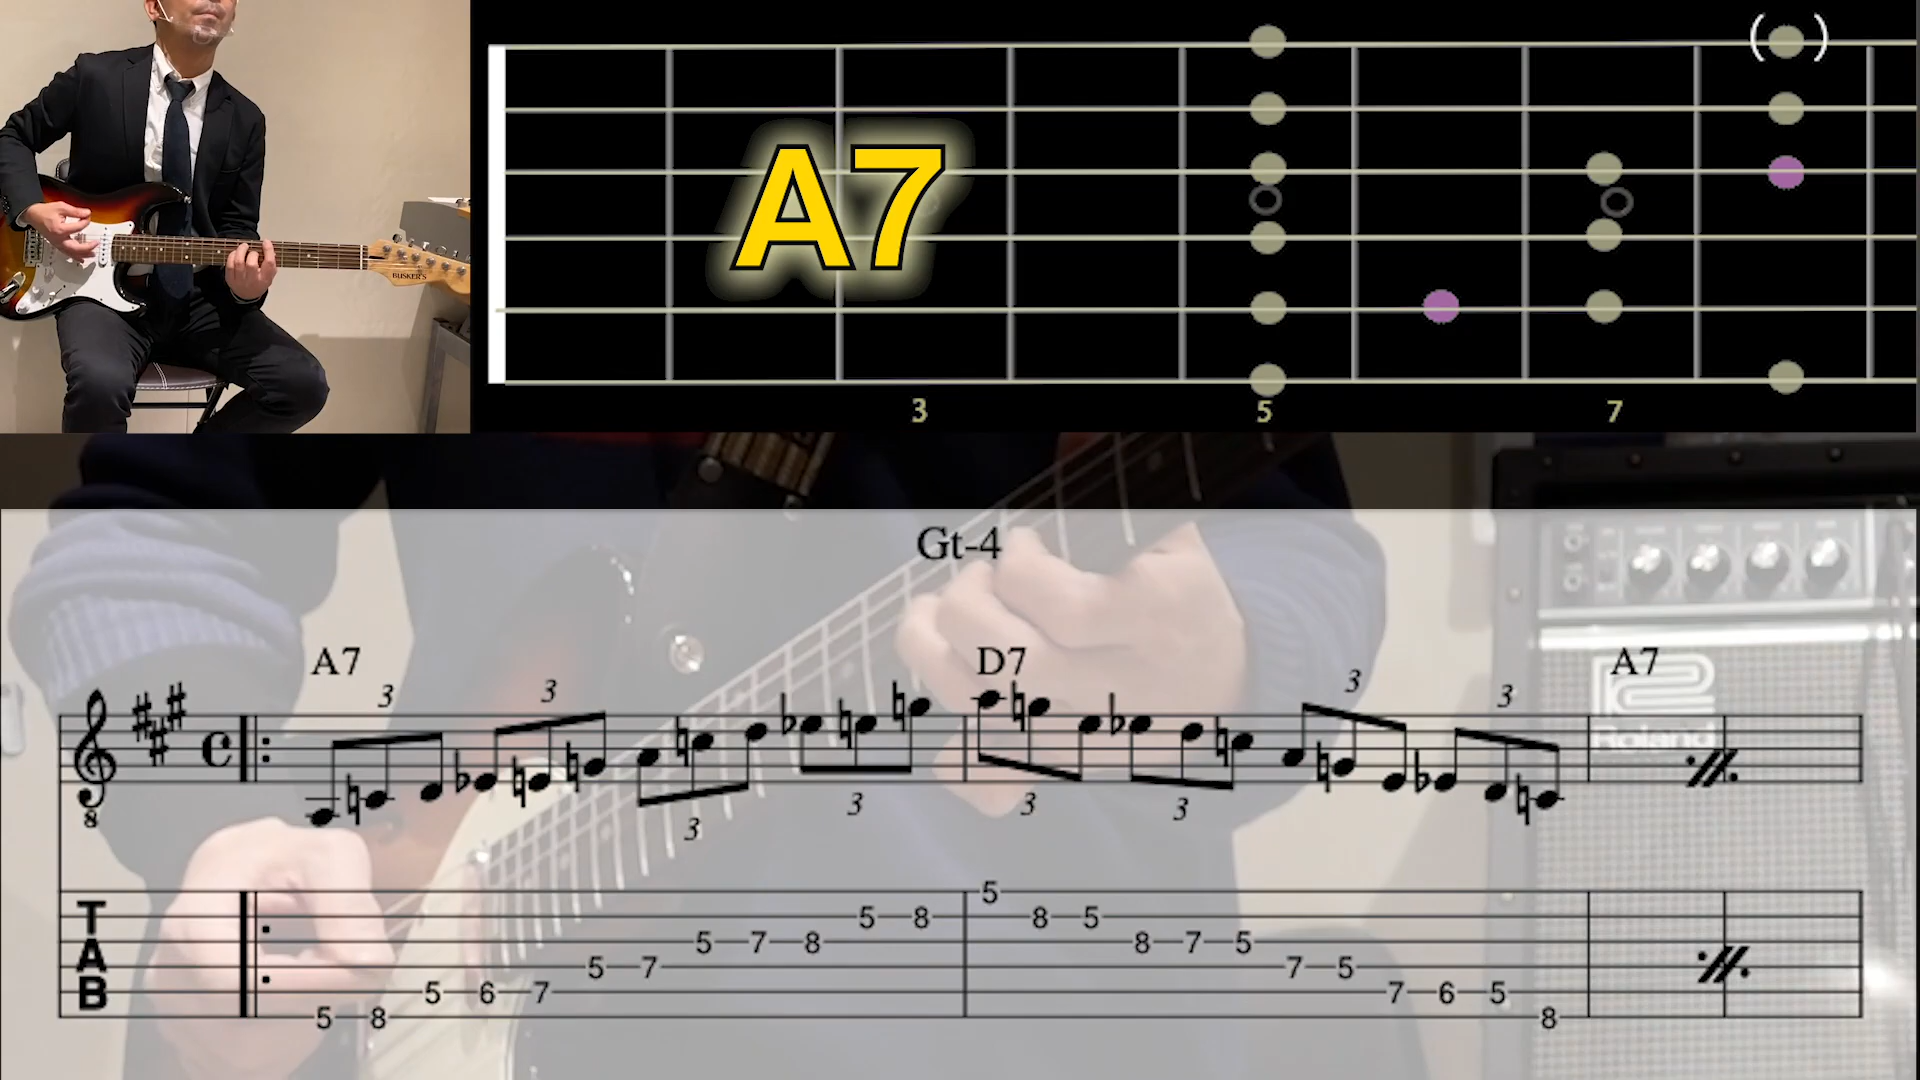 ( )
A7
BUSKER'S
3 5 7
Gt-4
A7 D7 A7
3 3 3 3
8
3 3 3 3
Roland
T
A
B
5 8 5 6 7 5 7 5 7 8 5 8
5 8 5 8 7 5 7 5 7 6 5 8